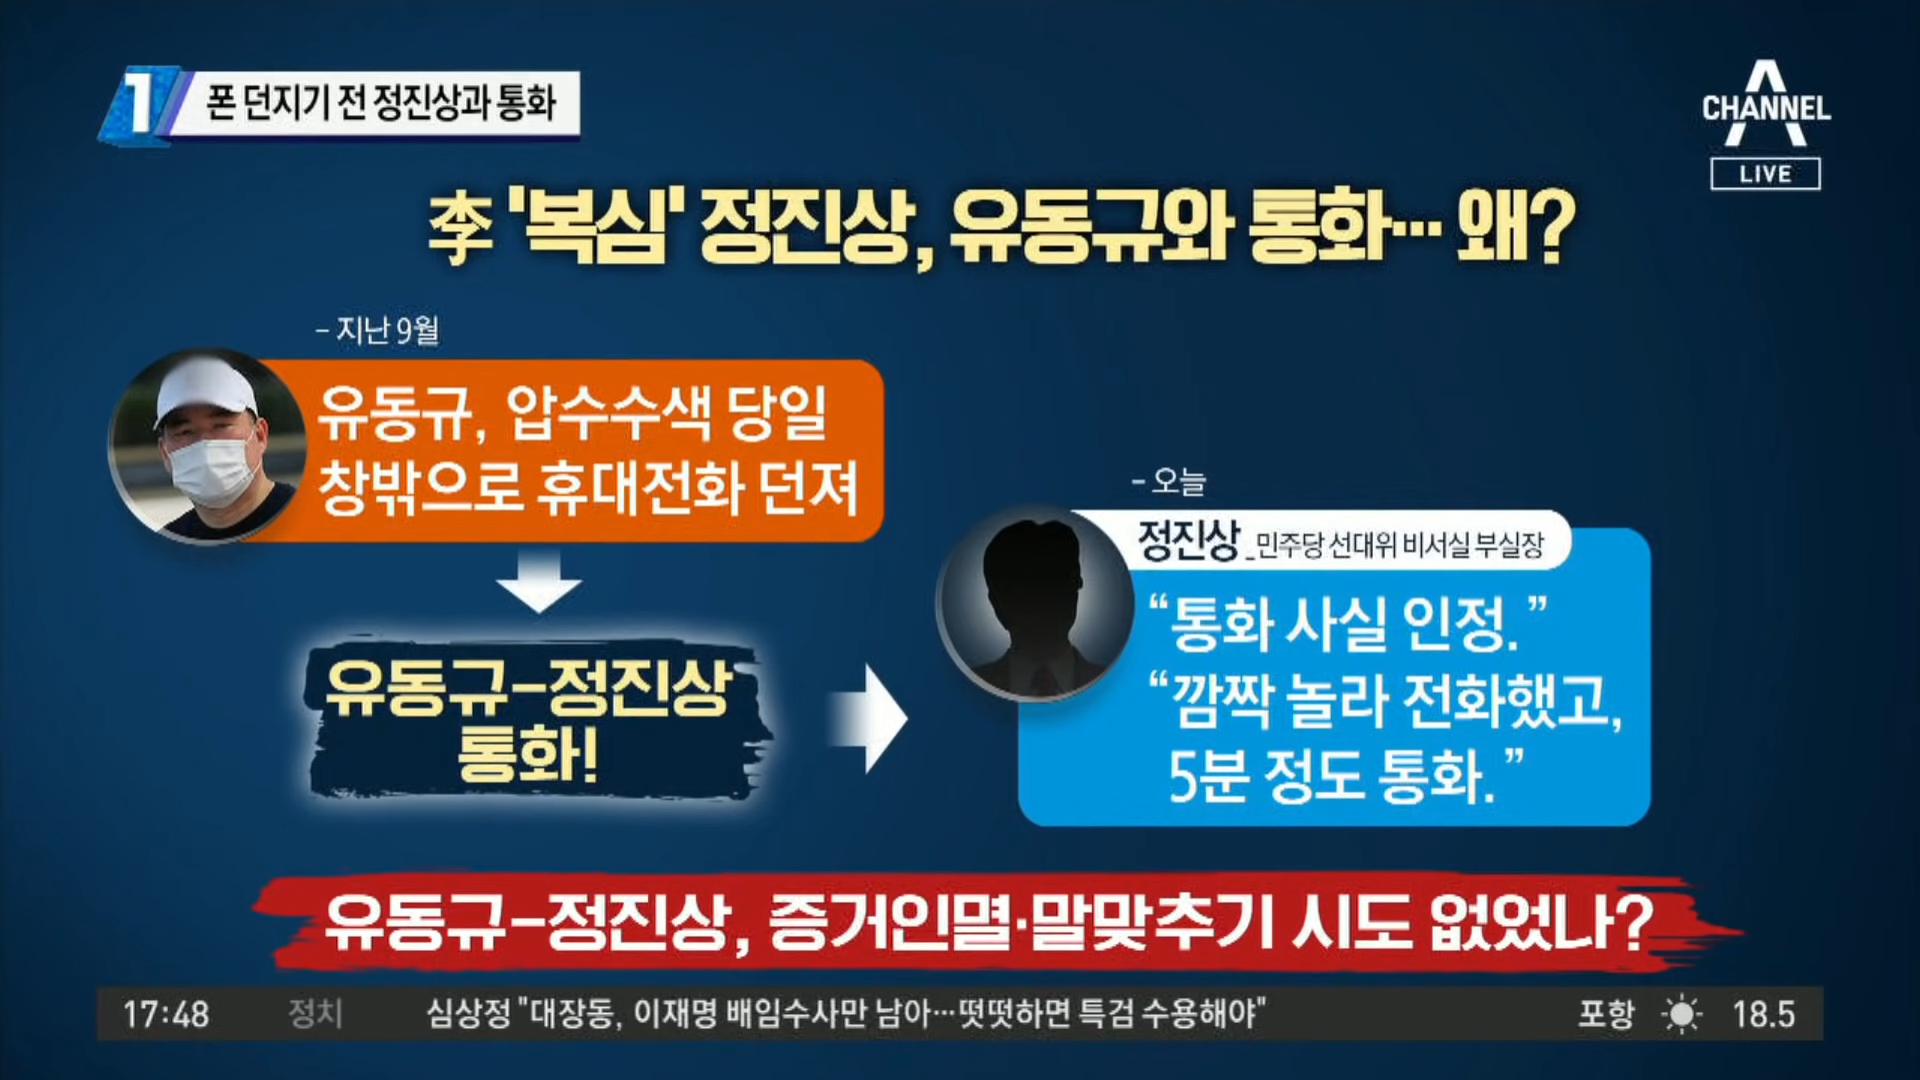 1 폰 던지기 전 정진상과 통화
CHANNEL A
LIVE
李 '복심' 정진상, 유동규와 통화… 왜?
- 지난 9월
유동규, 압수수색 당일
창밖으로 휴대전화 던져
유동규-정진상
통화!
- 오늘
정진상_민주당 선대위 비서실 부실장
“통화 사실 인정.”
“깜짝 놀라 전화했고,
5분 정도 통화.”
유동규-정진상, 증거인멸·말맞추기 시도 없었나?
17:48 정치 심상정 "대장동, 이재명 배임수사만 남아…떳떳하면 특검 수용해야" 포항 18.5